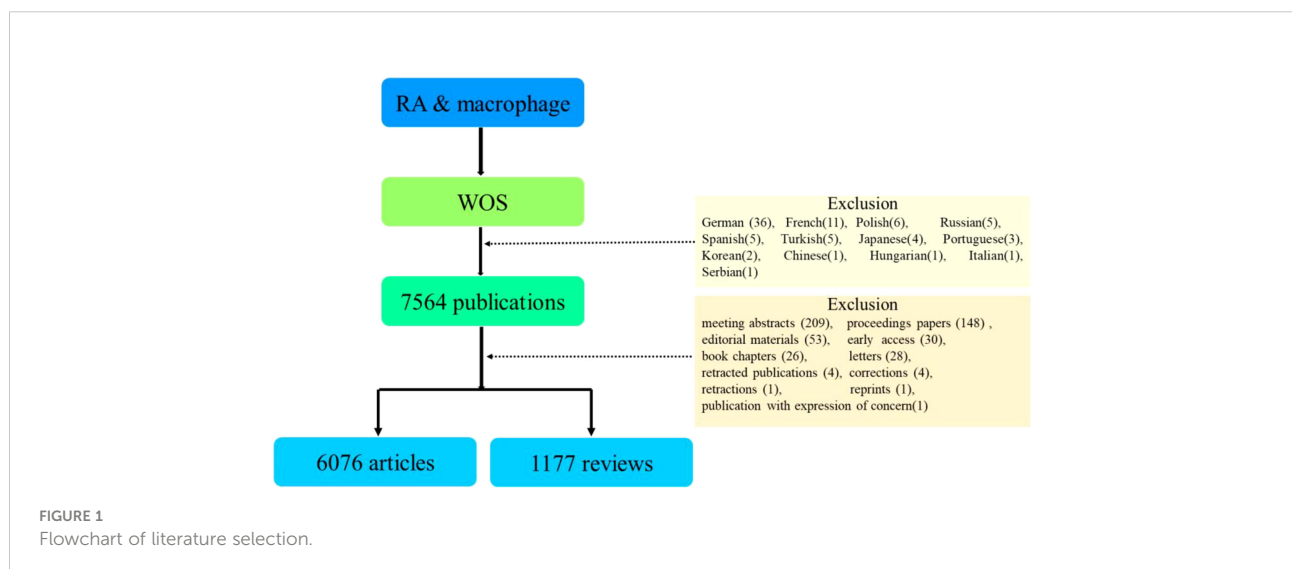 RA & macrophage
WOS
Exclusion
German (36), French(11), Polish(6), Russian(5),
Spanish(5), Turkish(5), Japanese(4), Portuguese(3),
Korean(2), Chinese(1), Hungarian(1), Italian(1),
Serbian(1)
7564 publications
Exclusion
meeting abstracts (209), proceedings papers (148) ,
editorial materials (53), early access (30),
book chapters (26), letters (28),
retracted publications (4), corrections (4),
retractions (1), reprints (1),
publication with expression of concern(1)
6076 articles
1177 reviews
FIGURE 1
Flowchart of literature selection.